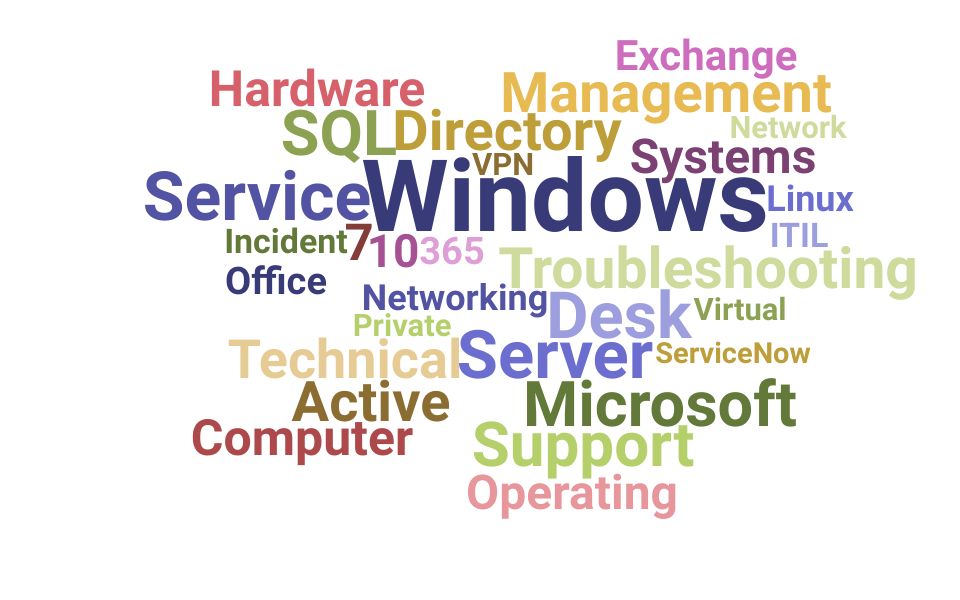 Exchange
Hardware
Management
SQL
Directory
Network
VPN
Systems
Service
Windows
Linux
Incident
7
10
365
ITIL
Troubleshooting
Office
Networking
Desk
Virtual
Private
Technical
Server
ServiceNow
Active
Microsoft
Computer
Support
Operating